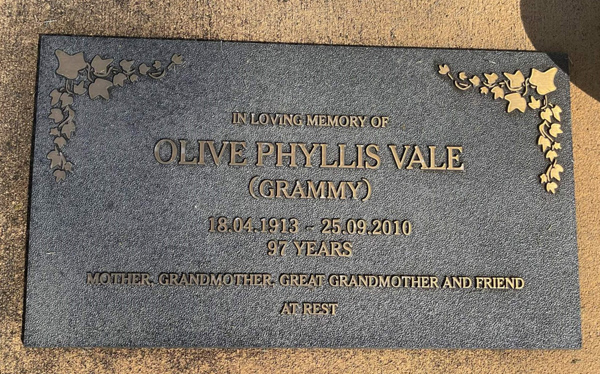 IN LOVING MEMORY OF
OLIVE PHYLLIS VALE
(GRAMMY)
18.04.1913 - 25.09.2010
97 YEARS
MOTHER, GRANDMOTHER, GREAT GRANDMOTHER AND FRIEND
AT REST